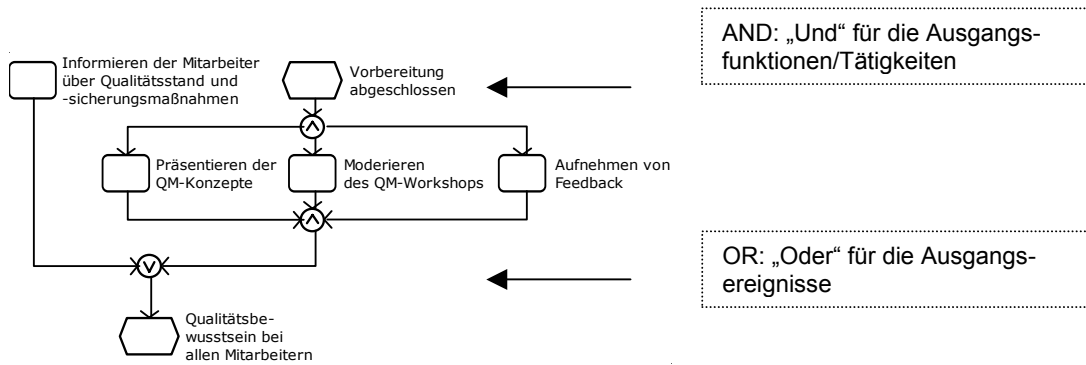 AND: „Und“ für die Ausgangs-
funktionen/Tätigkeiten
Informieren der Mitarbeiter
über Qualitätsstand und
-sicherungsmaßnahmen
Vorbereitung
abgeschlossen
Präsentieren der
QM-Konzepte
Moderieren
des QM-Workshops
Aufnehmen von
Feedback
OR: „Oder“ für die Ausgangs-
ereignisse
Qualitätsbe-
wusstsein bei
allen Mitarbeitern